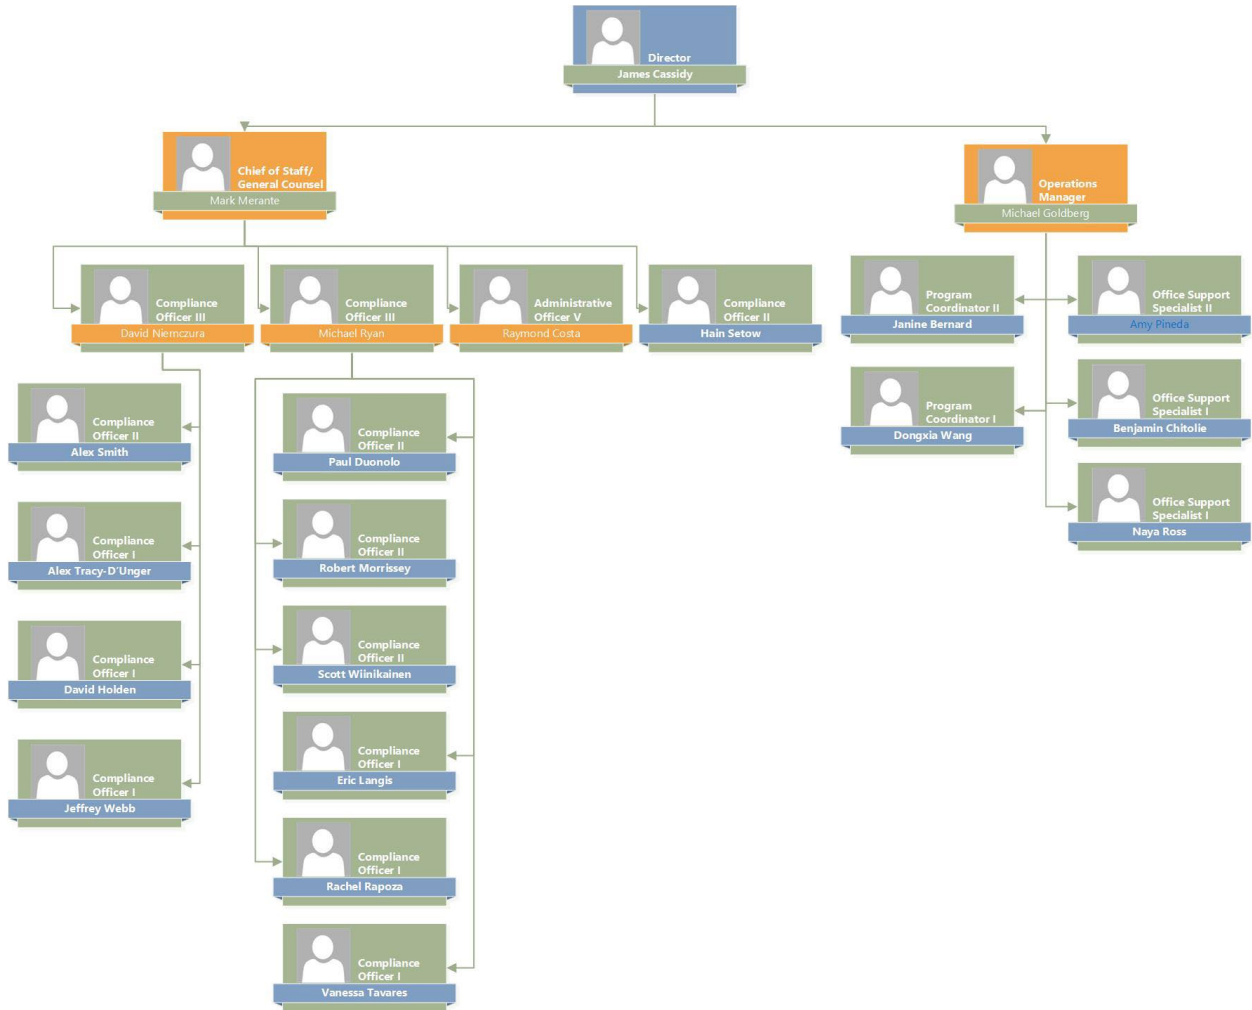 Director
James Cassidy
Chief of Staff/
General Counsel
Mark Merante
Operations
Manager
Michael Goldberg
Compliance
Officer III
David Niemczura
Compliance
Officer III
Michael Ryan
Administrative
Officer V
Raymond Costa
Compliance
Officer II
Hain Setow
Program
Coordinator II
Janine Bernard
Office Support
Specialist II
Amy Pineda
Program
Coordinator I
Dongxia Wang
Office Support
Specialist I
Benjamin Chitolie
Office Support
Specialist I
Naya Ross
Compliance
Officer II
Alex Smith
Compliance
Officer I
Alex Tracy-D'Unger
Compliance
Officer I
David Holden
Compliance
Officer I
Jeffrey Webb
Compliance
Officer II
Paul Duonolo
Compliance
Officer II
Robert Morrissey
Compliance
Officer II
Scott Wiinikainen
Compliance
Officer I
Eric Langis
Compliance
Officer I
Rachel Rapoza
Compliance
Officer I
Vanessa Tavares